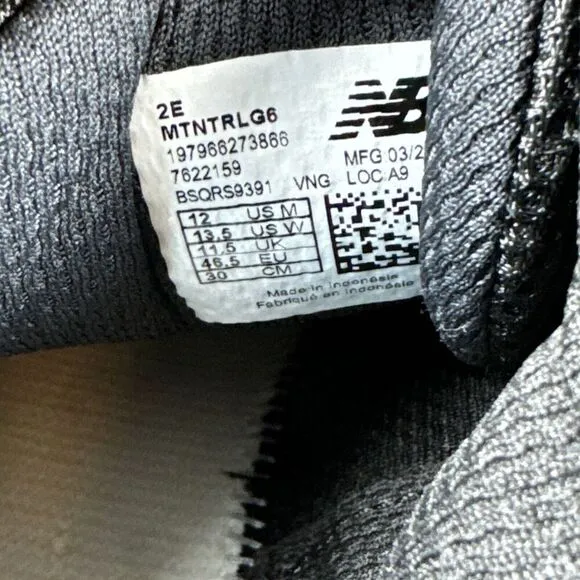 2E
MTNTRLG6
197966273866
7622159
BSQRS9391 VNG
NB
MFG 03/2
LOC A9
12 US M
13.5 US W
11.5 UK
46.5 EU
30 CM
Made in Indonesia
Fabriqué en Indonésie